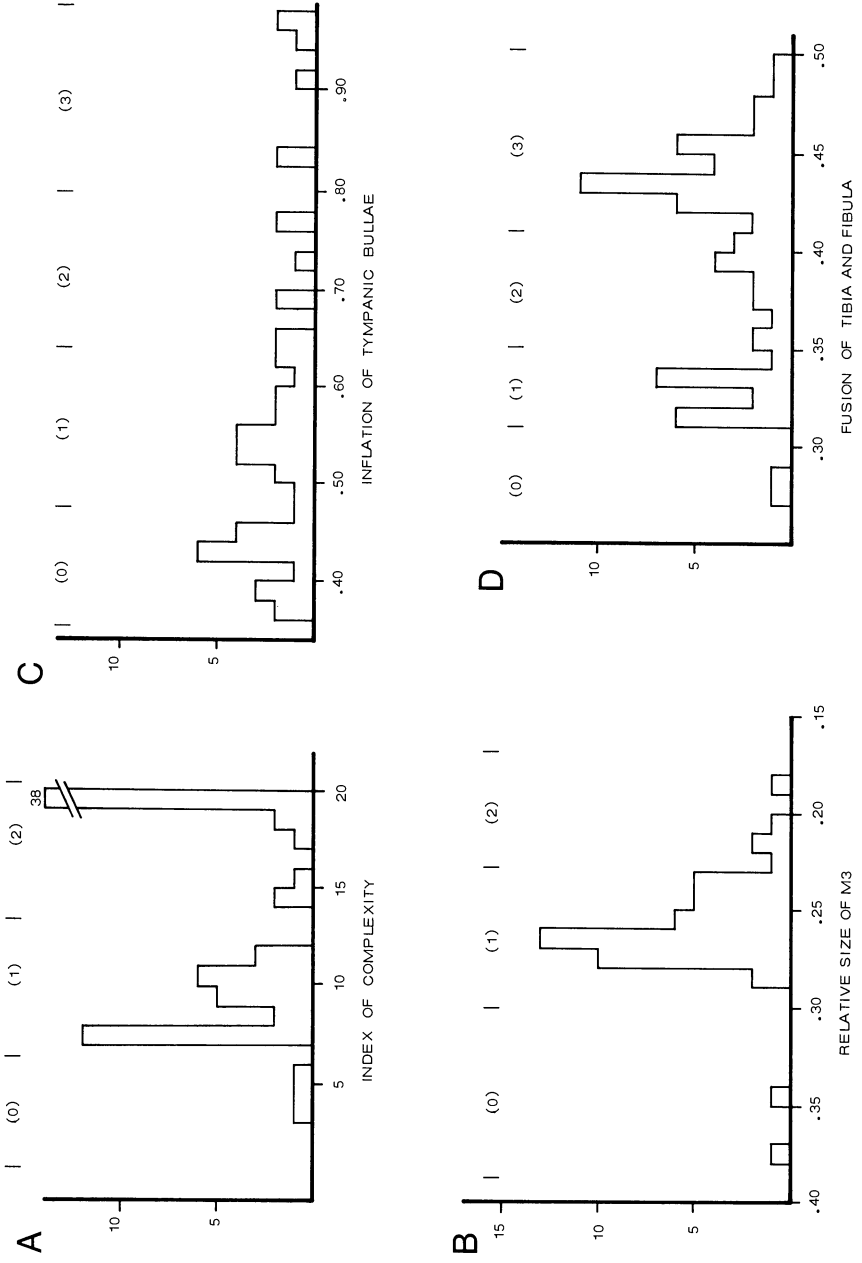 A
| (0) | (1) | (2) |
38
10
5
5 10 15 20
INDEX OF COMPLEXITY
C
| (0) | (1) | (2) | (3) |
10
5
.40 .50 .60 .70 .80 .90
INFLATION OF TYMPANIC BULLAE
B
| (0) | (1) | (2) |
15
10
5
.40 .35 .30 .25 .20 .15
RELATIVE SIZE OF M3
D
(0) | (1) | (2) | (3) |
10
5
.30 .35 .40 .45 .50
FUSION OF TIBIA AND FIBULA